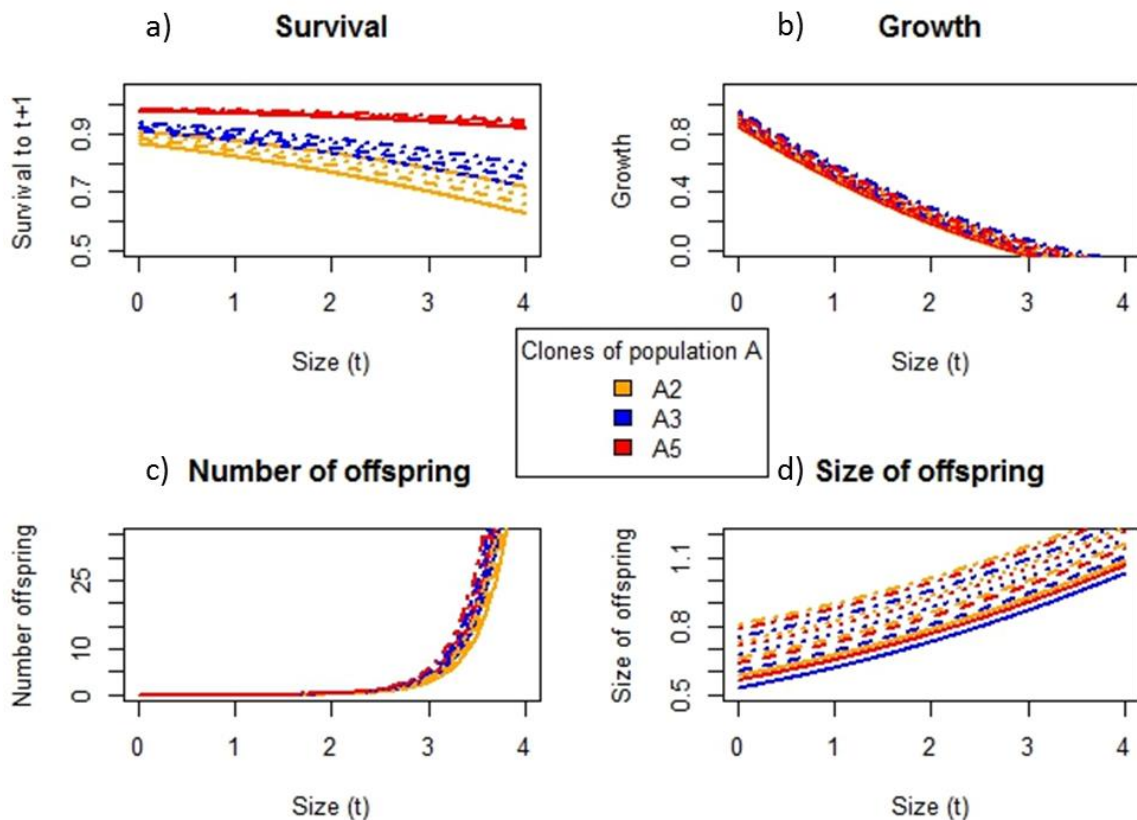 a) Survival
Survival to t+1
0.9
0.7
0.5
0 1 2 3 4
Size (t)
b) Growth
Growth
0.8
0.4
0.0
0 1 2 3 4
Size (t)
Clones of population A
A2
A3
A5
c) Number of offspring
Number offspring
25
10
0
0 1 2 3 4
Size (t)
d) Size of offspring
Size of offspring
1.1
0.8
0.5
0 1 2 3 4
Size (t)